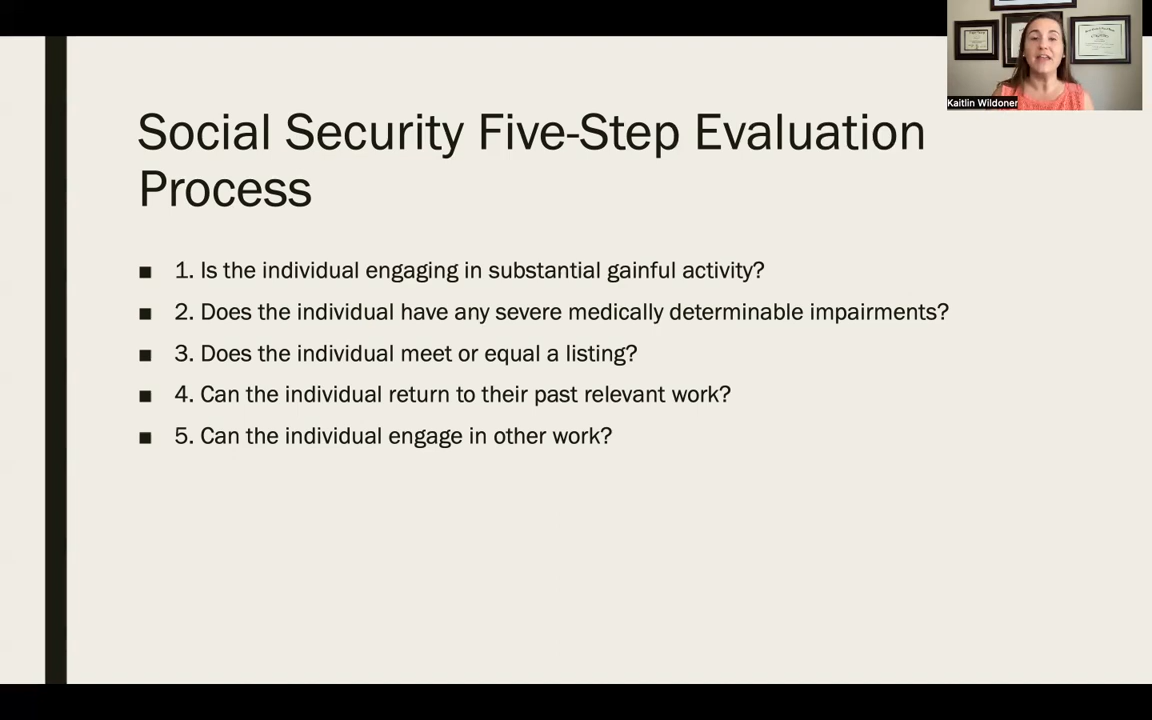 Kaitlin Wildoner
Social Security Five-Step Evaluation
Process
■ 1. Is the individual engaging in substantial gainful activity?
■ 2. Does the individual have any severe medically determinable impairments?
■ 3. Does the individual meet or equal a listing?
■ 4. Can the individual return to their past relevant work?
■ 5. Can the individual engage in other work?